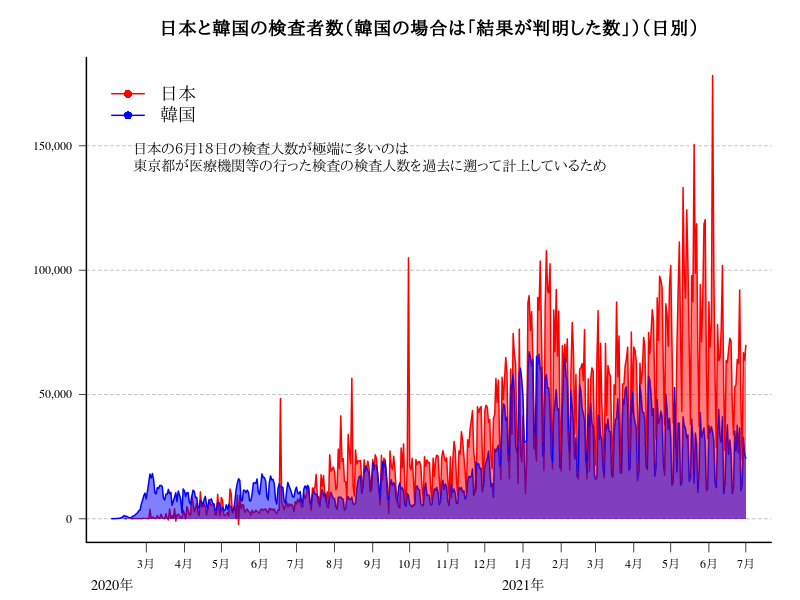 日本と韓国の検査者数(韓国の場合は「結果が判明した数」)(日別)
日本
韓国
日本の6月18日の検査人数が極端に多いのは
東京都が医療機関等の行った検査の検査人数を過去に遡って計上しているため
150,000
100,000
50,000
0
3月 4月 5月 6月 7月 8月 9月 10月 11月 12月 1月 2月 3月 4月 5月 6月 7月
2020年 2021年